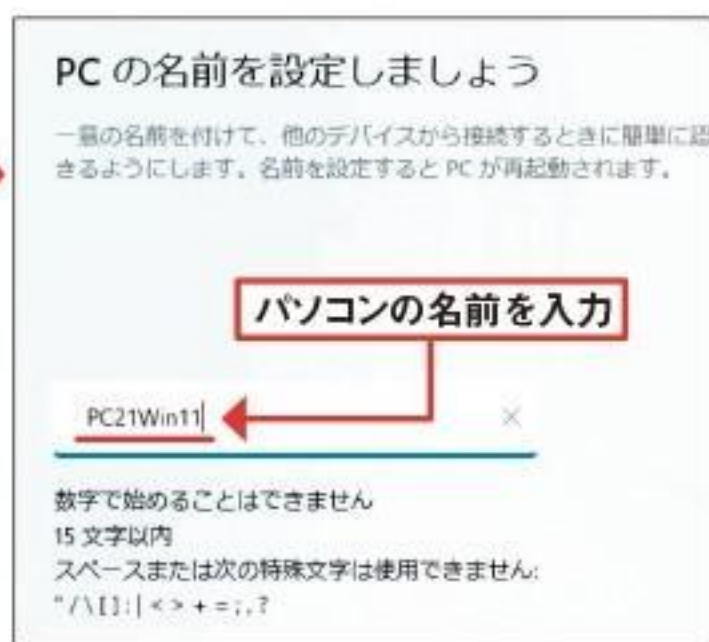 PC の名前を設定しましょう
一意の名前を付けて、他のデバイスから接続するときに簡単に認
きるようにします。名前を設定すると PC が再起動されます。
パソコンの名前を入力
PC21Win11
数字で始めることはできません
15 文字以内
スペースまたは次の特殊文字は使用できません:
"/\[]:|<>+=;,?